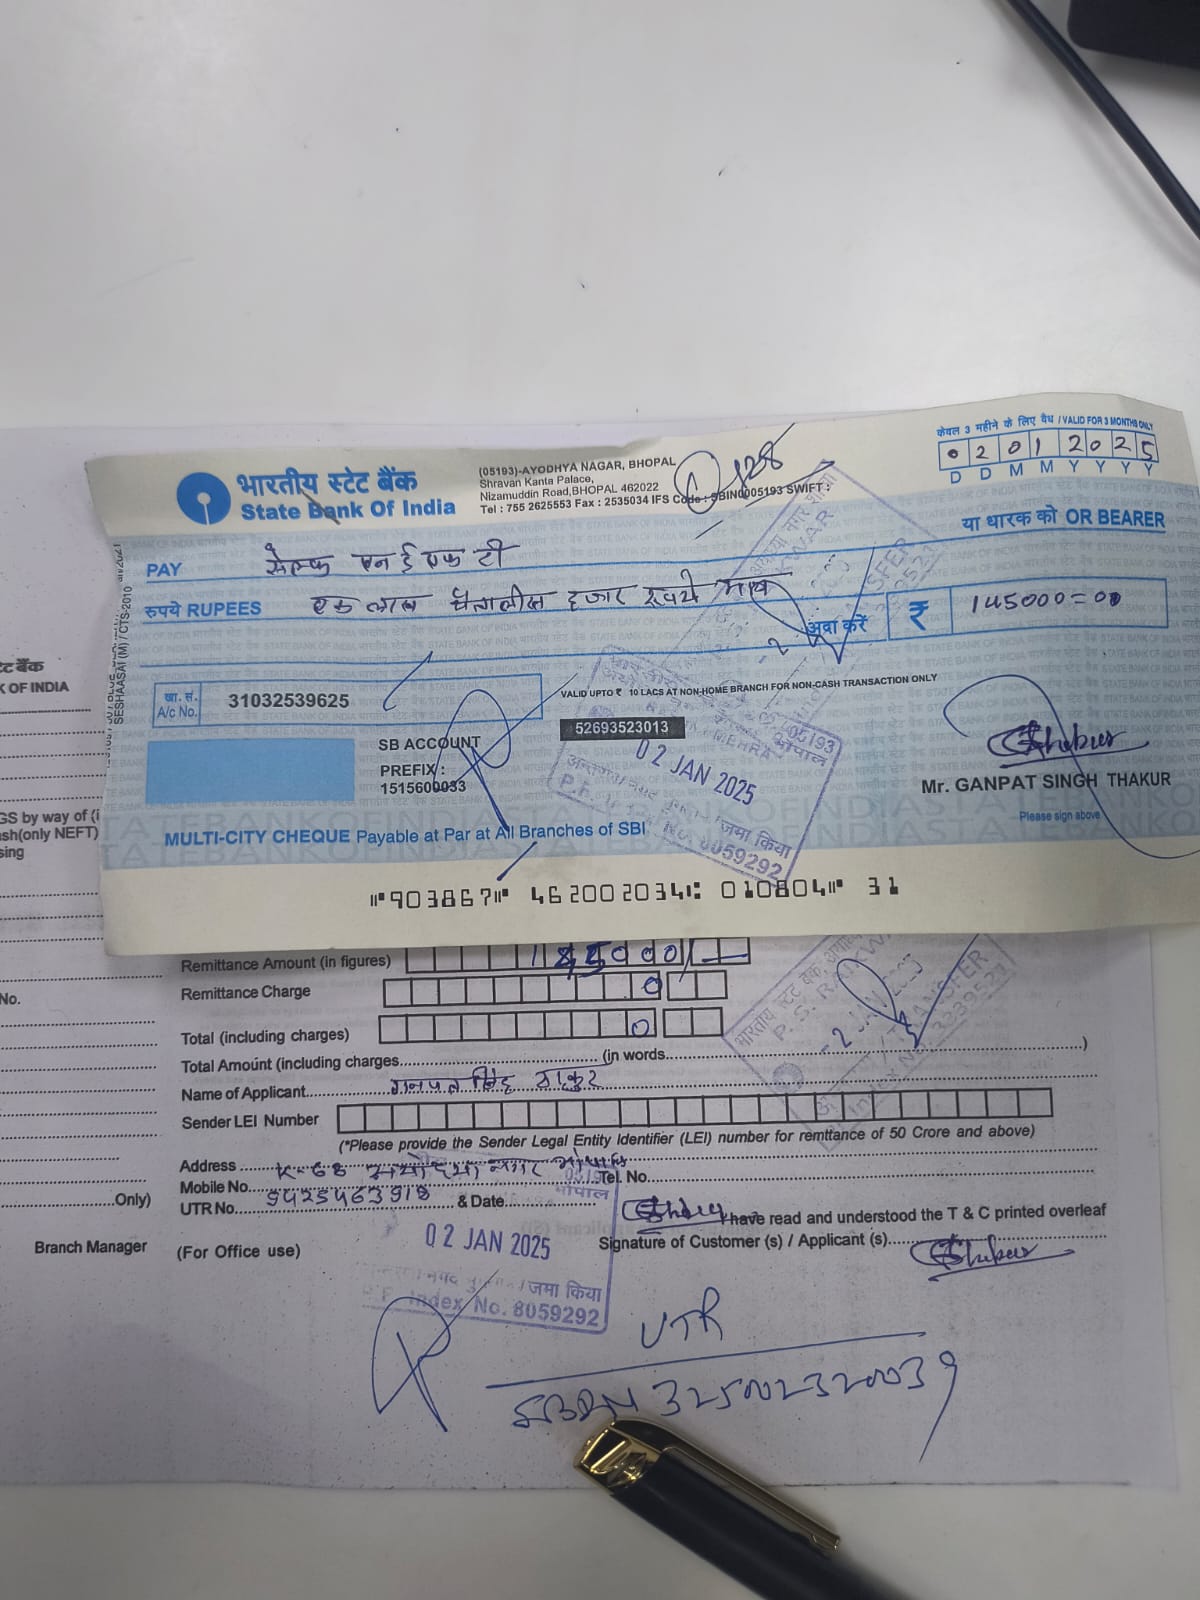 केवल 3 महीने के लिए वैध / VALID FOR 3 MONTHS ONLY
0 2 0 1 2 0 2 5
D D M M Y Y Y Y
भारतीय स्टेट बैंक
State Bank Of India
(05193)-AYODHYA NAGAR, BHOPAL
Shravan Kanta Palace,
Nizamuddin Road,BHOPAL 462022
Tel : 755 2625553 Fax : 2535034 IFS Code : SBIN0005193 SWIFT :
या धारक को OR BEARER
PAY सेल्फ एन ई एफ टी
रुपये RUPEES एक लाख पैंतालीस हजार रुपये मात्र
अदा करें ₹ 145000=00
SESHAASAI (M) / CTS-2010
खा. सं.
A/c No. 31032539625
VALID UPTO ₹ 10 LACS AT NON-HOME BRANCH FOR NON-CASH TRANSACTION ONLY
52693523013
SB ACCOUNT
PREFIX :
1515600033
02 JAN 2025
जमा किया
8059292
Mr. GANPAT SINGH THAKUR
Please sign above
MULTI-CITY CHEQUE Payable at Par at All Branches of SBI
⑈903867⑈ 462002034⑆ 010804⑈ 31
स्टेट बैंक
OF INDIA
GS by way of (i
sh(only NEFT)
sing
No.
Only)
Branch Manager
Remittance Amount (in figures)
Remittance Charge 0
Total (including charges) 0
Total Amount (including charges (in words )
Name of Applicant गनपत सिंह ठाकुर
Sender LEI Number
(*Please provide the Sender Legal Entity Identifier (LEI) number for remttance of 50 Crore and above)
Address K-68 अयोध्या नगर भोपाल
Mobile No. 9425463918 Tel. No.
UTR No. & Date
I have read and understood the T & C printed overleaf
(For Office use)
Signature of Customer (s) / Applicant (s)
02 JAN 2025
जमा किया
P.F. Index No. 8059292
UTR
SBRN325002320039